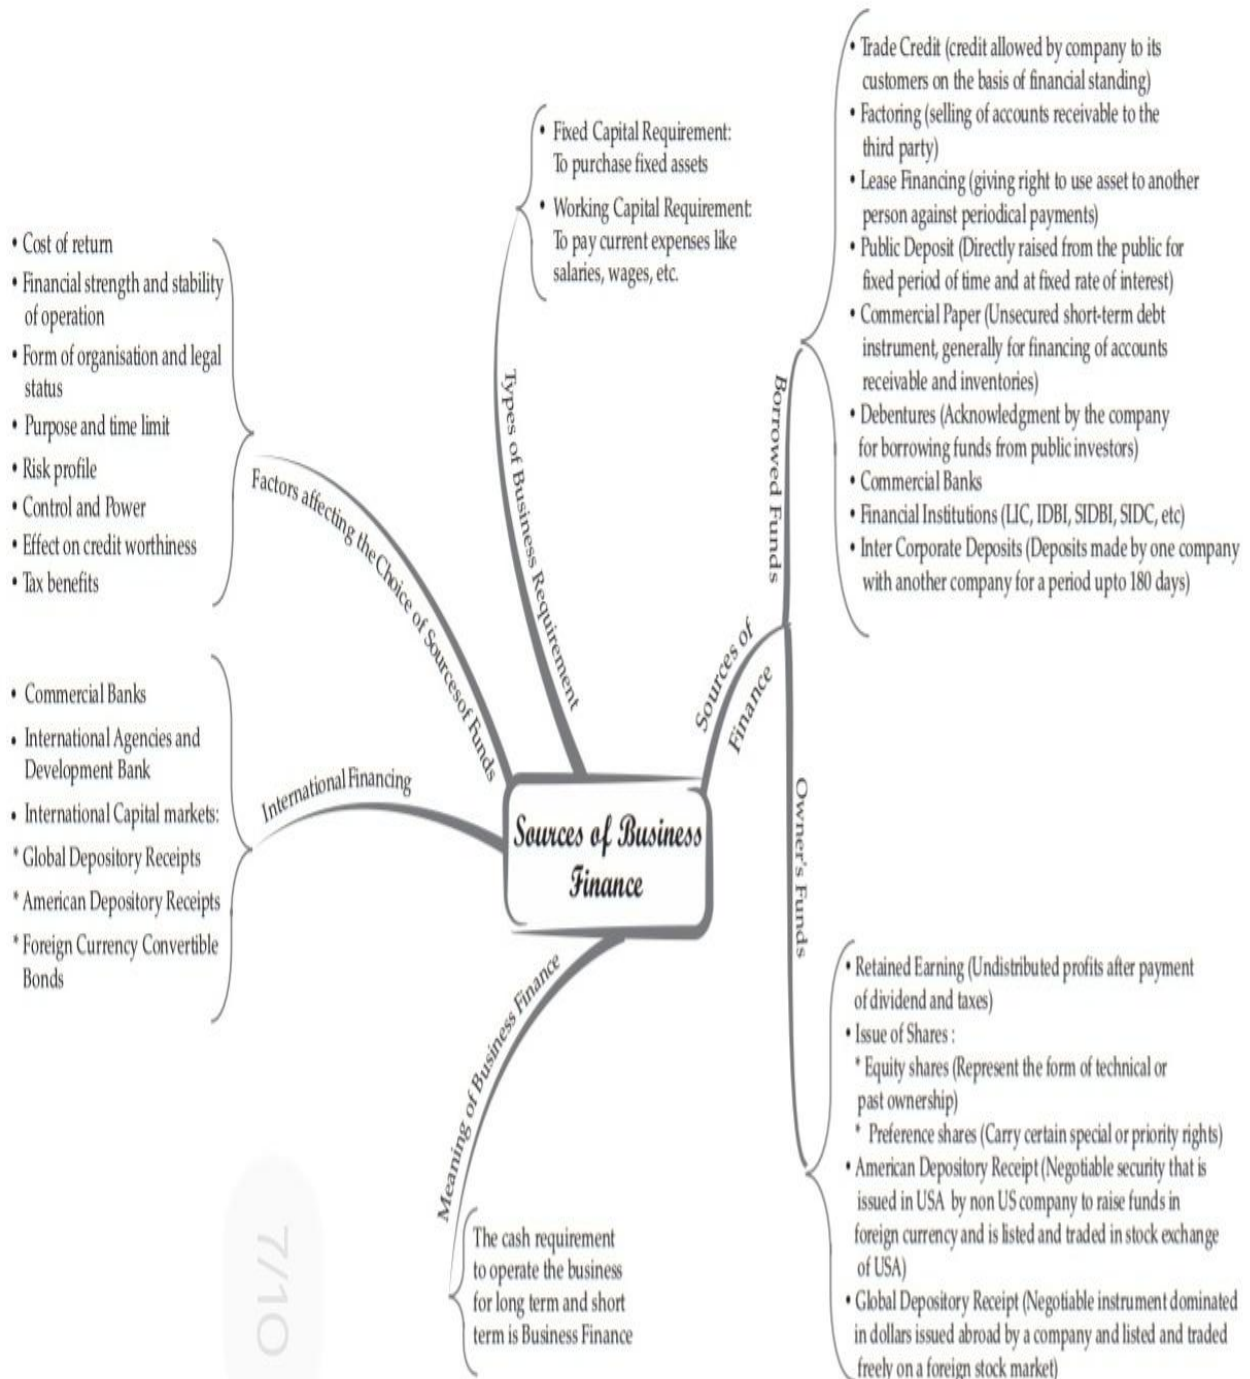 • Trade Credit (credit allowed by company to its
customers on the basis of financial standing)
• Factoring (selling of accounts receivable to the
third party)
• Lease Financing (giving right to use asset to another
person against periodical payments)
• Public Deposit (Directly raised from the public for
fixed period of time and at fixed rate of interest)
• Commercial Paper (Unsecured short-term debt
instrument, generally for financing of accounts
receivable and inventories)
• Debentures (Acknowledgment by the company
for borrowing funds from public investors)
• Commercial Banks
• Financial Institutions (LIC, IDBI, SIDBI, SIDC, etc)
• Inter Corporate Deposits (Deposits made by one company
with another company for a period upto 180 days)
Borrowed Funds
• Fixed Capital Requirement:
To purchase fixed assets
• Working Capital Requirement:
To pay current expenses like
salaries, wages, etc.
Types of Business Requirement
• Cost of return
• Financial strength and stability
of operation
• Form of organisation and legal
status
• Purpose and time limit
• Risk profile
• Control and Power
• Effect on credit worthiness
• Tax benefits
Factors affecting the Choice of Sources of Funds
Sources of
Finance
• Commercial Banks
• International Agencies and
Development Bank
• International Capital markets:
* Global Depository Receipts
* American Depository Receipts
* Foreign Currency Convertible
Bonds
International Financing
Sources of Business
Finance
Owner's Funds
• Retained Earning (Undistributed profits after payment
of dividend and taxes)
• Issue of Shares :
* Equity shares (Represent the form of technical or
past ownership)
* Preference shares (Carry certain special or priority rights)
• American Depository Receipt (Negotiable security that is
issued in USA by non US company to raise funds in
foreign currency and is listed and traded in stock exchange
of USA)
• Global Depository Receipt (Negotiable instrument dominated
in dollars issued abroad by a company and listed and traded
freely on a foreign stock market)
Meaning of Business Finance
The cash requirement
to operate the business
for long term and short
term is Business Finance
7/10